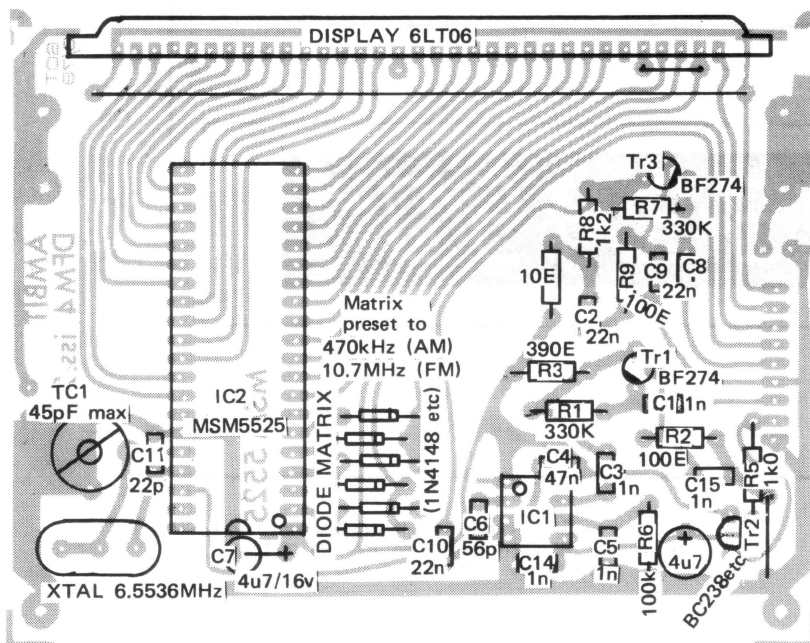 DISPLAY 6LT06
Tr3
BF274
R8
1k2
R7
330K
10E
R9
100E
C9
22n
C8
C2
22n
AMBIT
DFM4 iss.
Matrix
preset to
470kHz (AM)
10.7MHz (FM)
390E
R3
Tr1
BF274
TC1
45pF max
IC2
MSM5525
R1
330K
C1
1n
R2
100E
DIODE MATRIX
(1N4148 etc)
C11
22p
C4
47n
C3
1n
C15
1n
R5
1k0
IC1
C6
56p
C10
22n
C14
1n
C5
1n
R6
100k
4u7
Tr2
BC238etc
C7
4u7/16v
XTAL 6.5536MHz